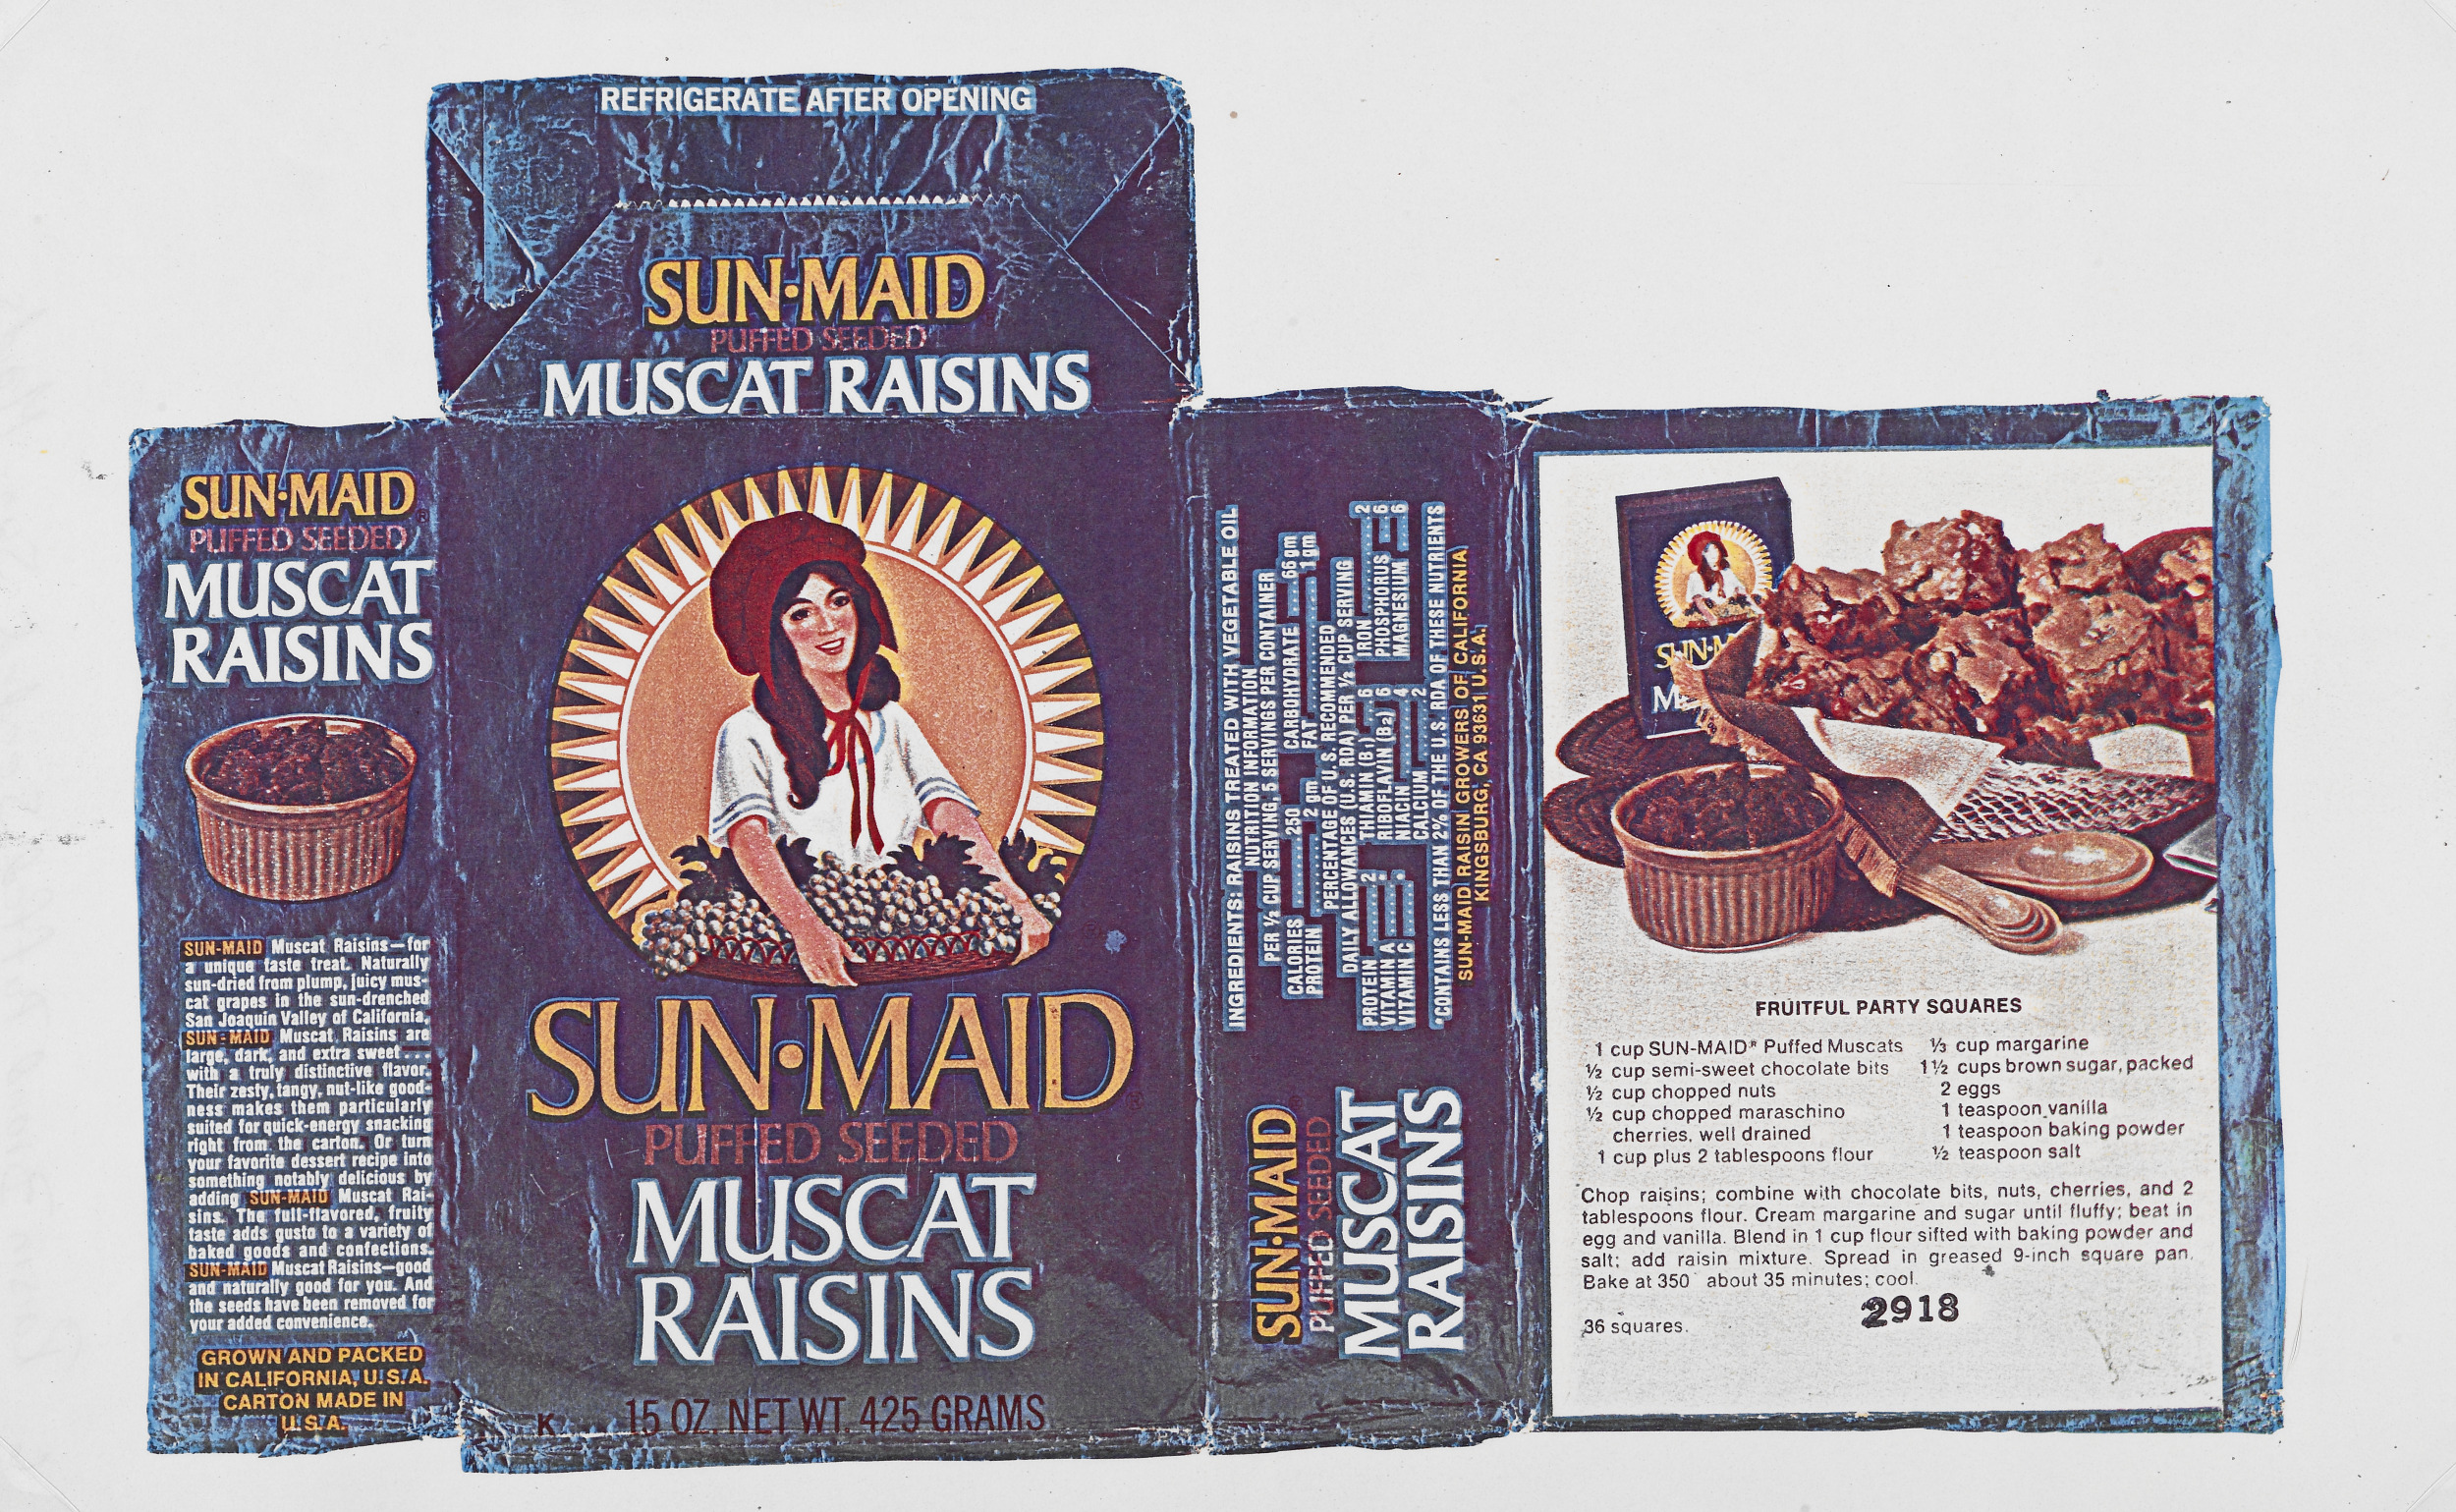 REFRIGERATE AFTER OPENING
SUN·MAID
PUFFED SEEDED
MUSCAT RAISINS
SUN·MAID®
PUFFED SEEDED
MUSCAT
RAISINS
SUN-MAID Muscat Raisins—for
a unique taste treat. Naturally
sun-dried from plump, juicy mus-
cat grapes in the sun-drenched
San Joaquin Valley of California.
SUN-MAID Muscat Raisins are
large, dark, and extra sweet...
with a truly distinctive flavor.
Their zesty, tangy, nut-like good-
ness makes them particularly
suited for quick-energy snacking
right from the carton. Or turn
your favorite dessert recipe into
something notably delicious by
adding SUN-MAID Muscat Rai-
sins. The full-flavored, fruity
taste adds gusto to a variety of
baked goods and confections.
SUN-MAID Muscat Raisins—good
and naturally good for you. And
the seeds have been removed for
your added convenience.
GROWN AND PACKED
IN CALIFORNIA, U.S.A.
CARTON MADE IN
U.S.A.
SUN·MAID®
PUFFED SEEDED
MUSCAT
RAISINS
K 15 OZ. NET WT. 425 GRAMS
INGREDIENTS: RAISINS TREATED WITH VEGETABLE OIL
NUTRITION INFORMATION
PER ½ CUP SERVING, 5 SERVINGS PER CONTAINER
CALORIES ...... 250 CARBOHYDRATE .... 66 gm
PROTEIN ...... 2 gm FAT ...... 1 gm
PERCENTAGE OF U.S. RECOMMENDED
DAILY ALLOWANCES (U.S. RDA) PER ½ CUP SERVING
PROTEIN ..... 2 THIAMIN (B₁) ... 6 IRON ...... 2
VITAMIN A .... * RIBOFLAVIN (B₂) 6 PHOSPHORUS ... 6
VITAMIN C .... * NIACIN ...... 4 MAGNESIUM ... 6
CALCIUM ...... 2
*CONTAINS LESS THAN 2% OF THE U.S. RDA OF THESE NUTRIENTS
SUN-MAID RAISIN GROWERS OF CALIFORNIA
KINGSBURG, CA 93631 U.S.A.
SUN·MAID®
PUFFED SEEDED
MUSCAT
RAISINS
SUN·M
M
FRUITFUL PARTY SQUARES
1 cup SUN-MAID® Puffed Muscats
½ cup semi-sweet chocolate bits
½ cup chopped nuts
½ cup chopped maraschino
cherries, well drained
1 cup plus 2 tablespoons flour
⅓ cup margarine
1½ cups brown sugar, packed
2 eggs
1 teaspoon vanilla
1 teaspoon baking powder
½ teaspoon salt
Chop raisins; combine with chocolate bits, nuts, cherries, and 2
tablespoons flour. Cream margarine and sugar until fluffy; beat in
egg and vanilla. Blend in 1 cup flour sifted with baking powder and
salt; add raisin mixture. Spread in greased 9-inch square pan.
Bake at 350° about 35 minutes; cool.
2918
36 squares.